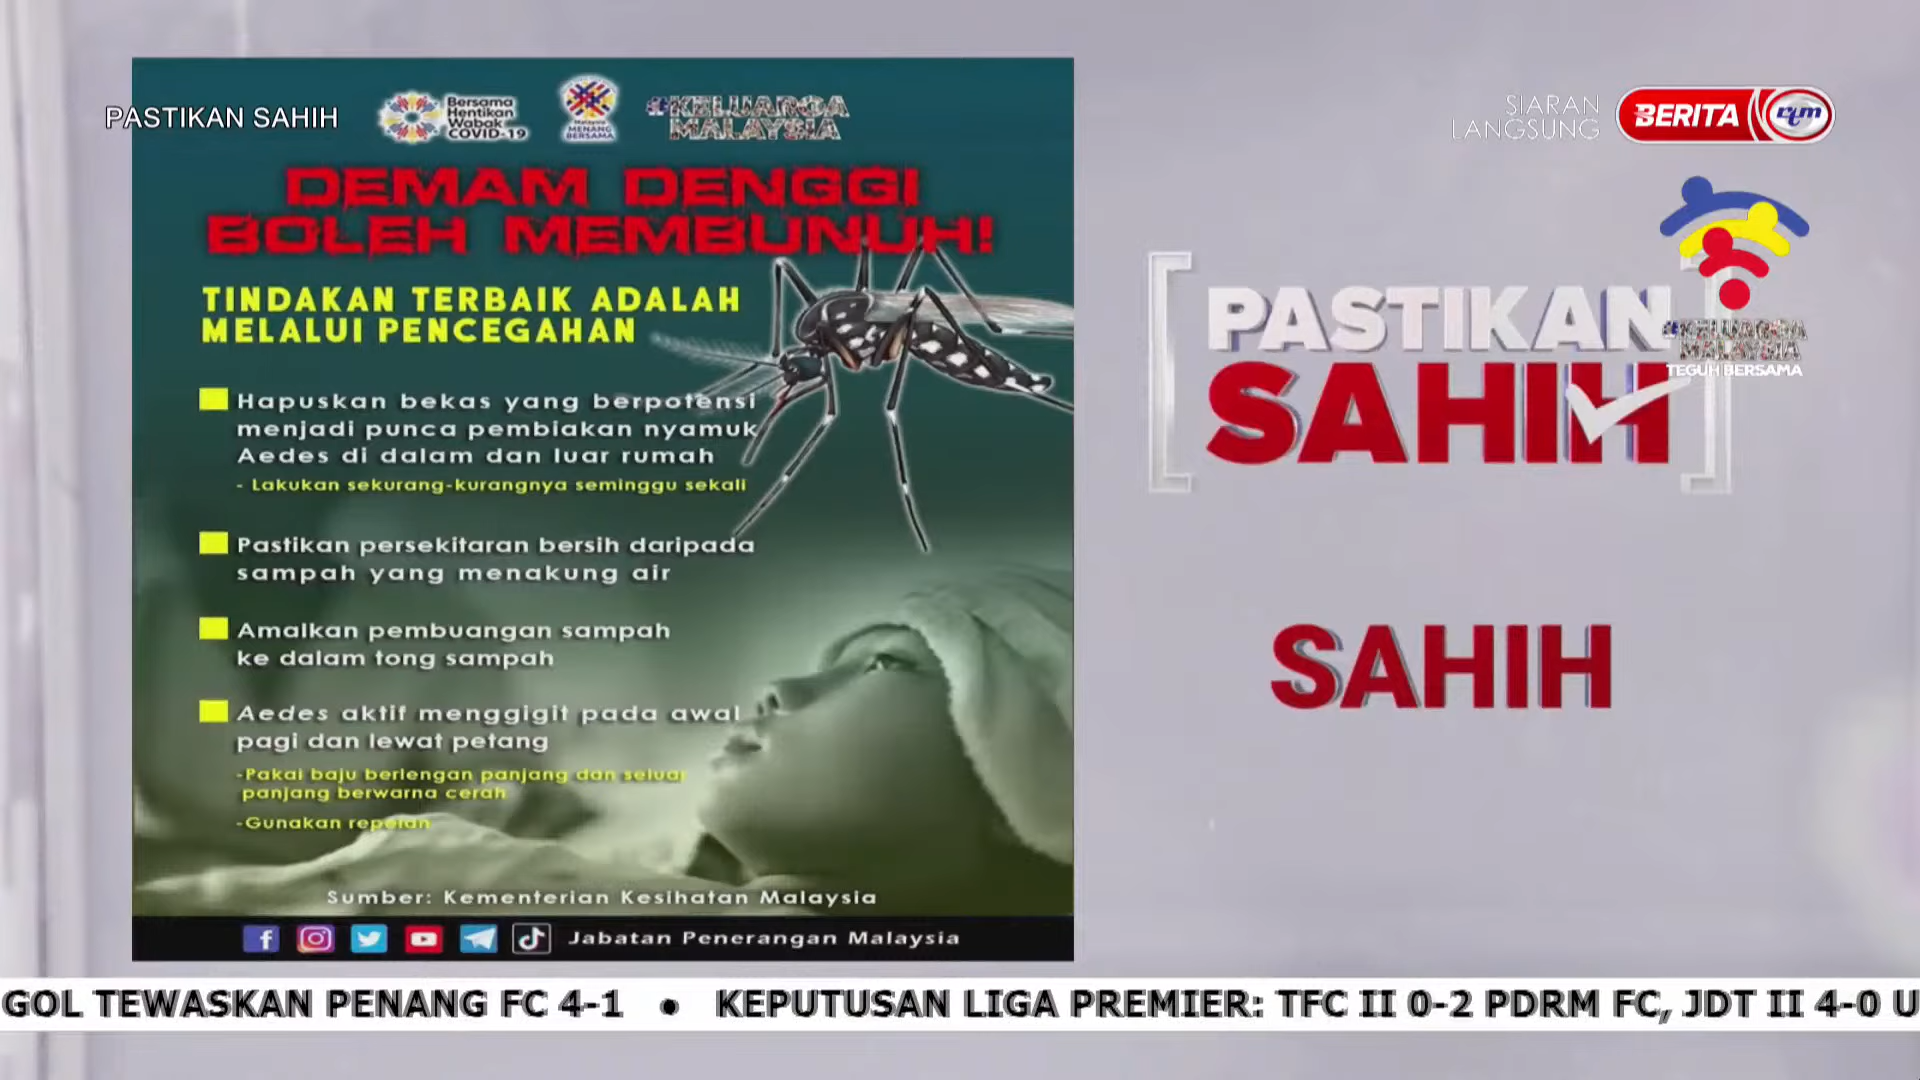 PASTIKAN SAHIH
Bersama
Hentikan
Wabak
COVID-19
Malaysia
MENANG
BERSAMA
#KELUARGA
MALAYSIA
DEMAM DENGGI
BOLEH MEMBUNUH!
TINDAKAN TERBAIK ADALAH
MELALUI PENCEGAHAN
Hapuskan bekas yang berpotensi
menjadi punca pembiakan nyamuk
Aedes di dalam dan luar rumah
- Lakukan sekurang-kurangnya seminggu sekali
Pastikan persekitaran bersih daripada
sampah yang menakung air
Amalkan pembuangan sampah
ke dalam tong sampah
Aedes aktif menggigit pada awal
pagi dan lewat petang
-Pakai baju berlengan panjang dan seluar
panjang berwarna cerah
-Gunakan repelan
Sumber: Kementerian Kesihatan Malaysia
Jabatan Penerangan Malaysia
SIARAN
LANGSUNG
BERITA rtm
#KELUARGA
MALAYSIA
TEGUH BERSAMA
PASTIKAN
SAHIH
SAHIH
GOL TEWASKAN PENANG FC 4-1 • KEPUTUSAN LIGA PREMIER: TFC II 0-2 PDRM FC, JDT II 4-0 U